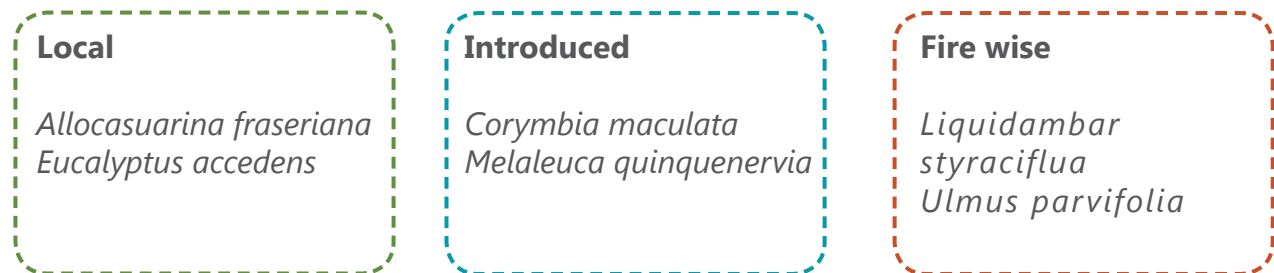 Local
Allocasuarina fraseriana
Eucalyptus accedens
Introduced
Corymbia maculata
Melaleuca quinquenervia
Fire wise
Liquidambar
styraciflua
Ulmus parvifolia